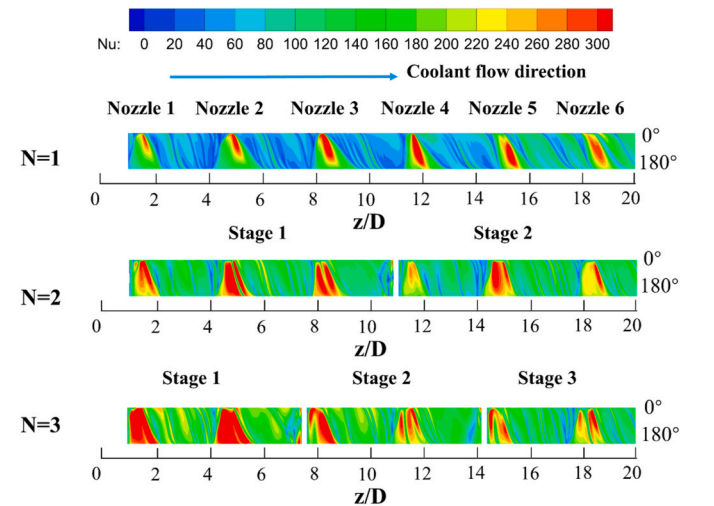 Nu: 0 20 40 60 80 100 120 140 160 180 200 220 240 260 280 300
Coolant flow direction
Nozzle 1 Nozzle 2 Nozzle 3 Nozzle 4 Nozzle 5 Nozzle 6
0°
N=1
180°
0 2 4 6 8 10 12 14 16 18 20
z/D
Stage 1 Stage 2
0°
N=2
180°
0 2 4 6 8 10 12 14 16 18 20
z/D
Stage 1 Stage 2 Stage 3
0°
N=3
180°
0 2 4 6 8 10 12 14 16 18 20
z/D